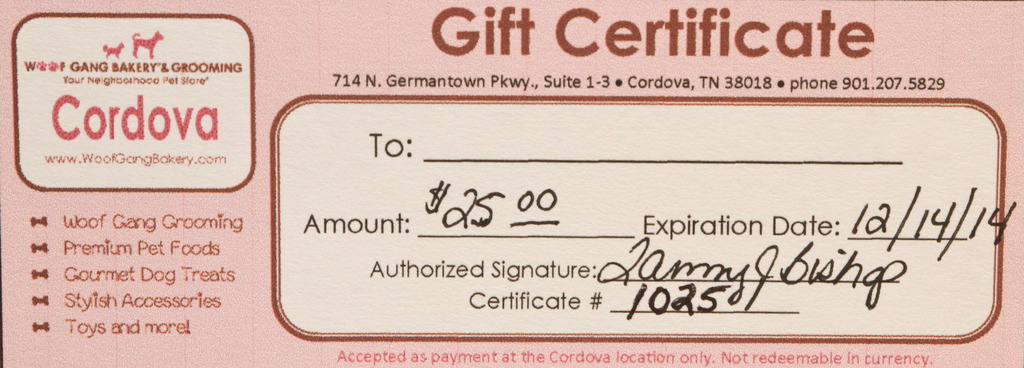 WOOF GANG BAKERY & GROOMING
Your Neighborhood Pet Store
Cordova
www.WoofGangBakery.com
Woof Gang Grooming
Premium Pet Foods
Gourmet Dog Treats
Stylish Accessories
Toys and more!
Gift Certificate
714 N. Germantown Pkwy., Suite 1-3 • Cordova, TN 38018 • phone 901.207.5829
To:
Amount: $25 00 Expiration Date: 12/14/14
Authorized Signature: Tammy J Bishop
Certificate # 1025
Accepted as payment at the Cordova location only. Not redeemable in currency.